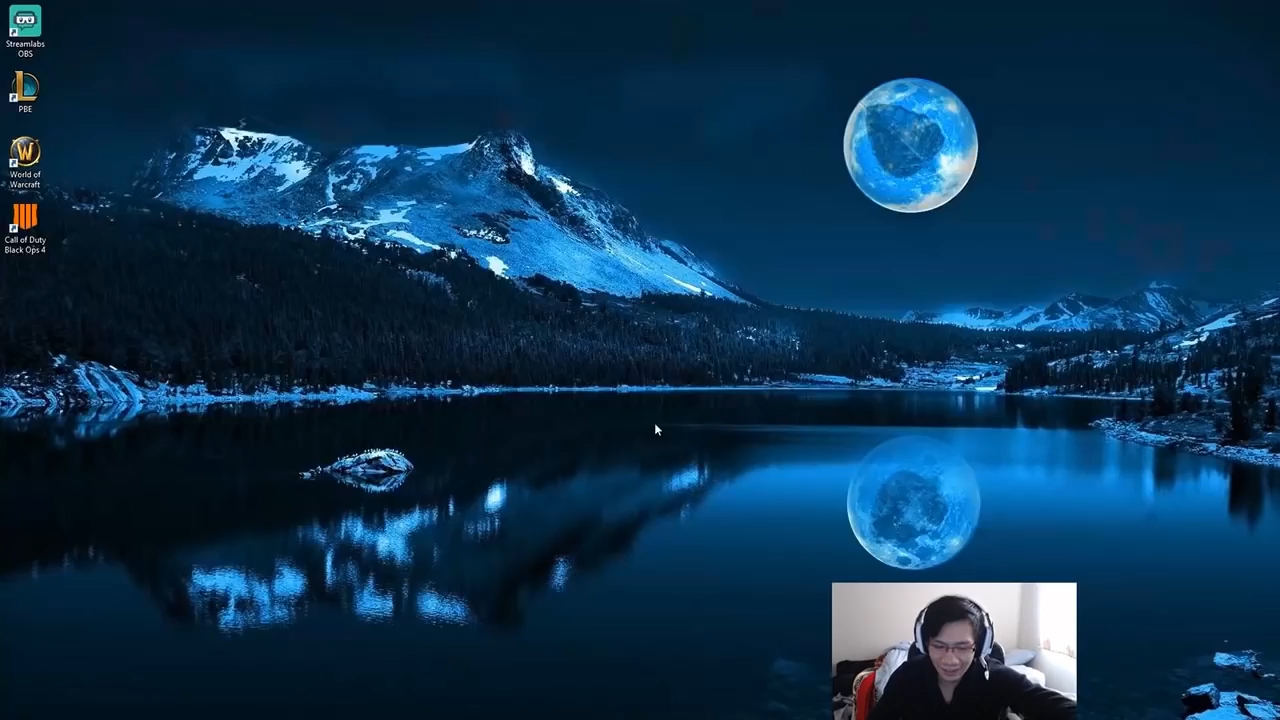 Streamlabs
OBS
PBE
World of
Warcraft
Call of Duty
Black Ops 4